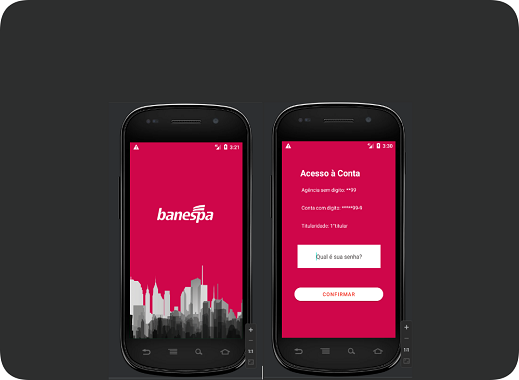 3:21
banespa
3:30
Acesso à Conta
Agência sem dígito: **99
Conta com dígito: *****99-9
Titularidade: 1°titular
Qual é sua senha?
CONFIRMAR
1:1
1:1